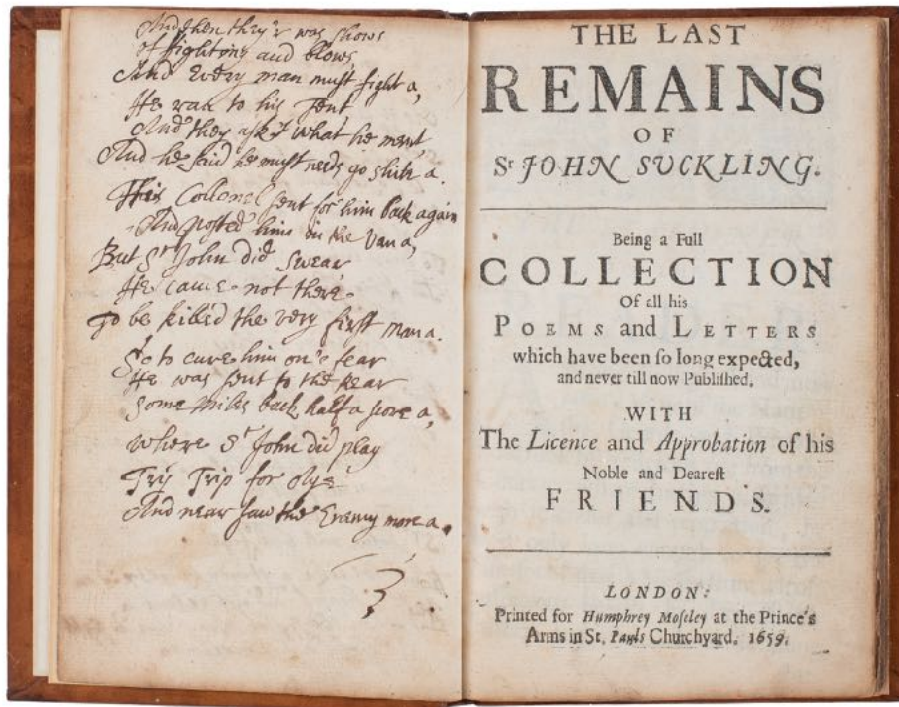 And then they'r was shows
of fighting and blows
And Every man must fight a,
He ran to his Tent
And they askt what he ment
And he said he must needs go shitt a.
His Collonel sent for him back again
And posted him in the Van a,
But Sr John did swear
He came not there
To be killed the very first man a.
So to cure him on's fear
He was sent to the Rear
Some miles back, half a score a,
where Sr John did play
Trip for
And near saw the Enemy more a.
THE LAST
REMAINS
OF
Sr JOHN SUCKLING.
Being a Full
COLLECTION
Of all his
POEMS and LETTERS
which have been ſo long expected,
and never till now Publiſhed.
WITH
The Licence and Approbation of his
Noble and Deareſt
FRIENDS.
LONDON:
Printed for Humphrey Moſeley at the Prince's
Arms in St. Pauls Churchyard. 1659.